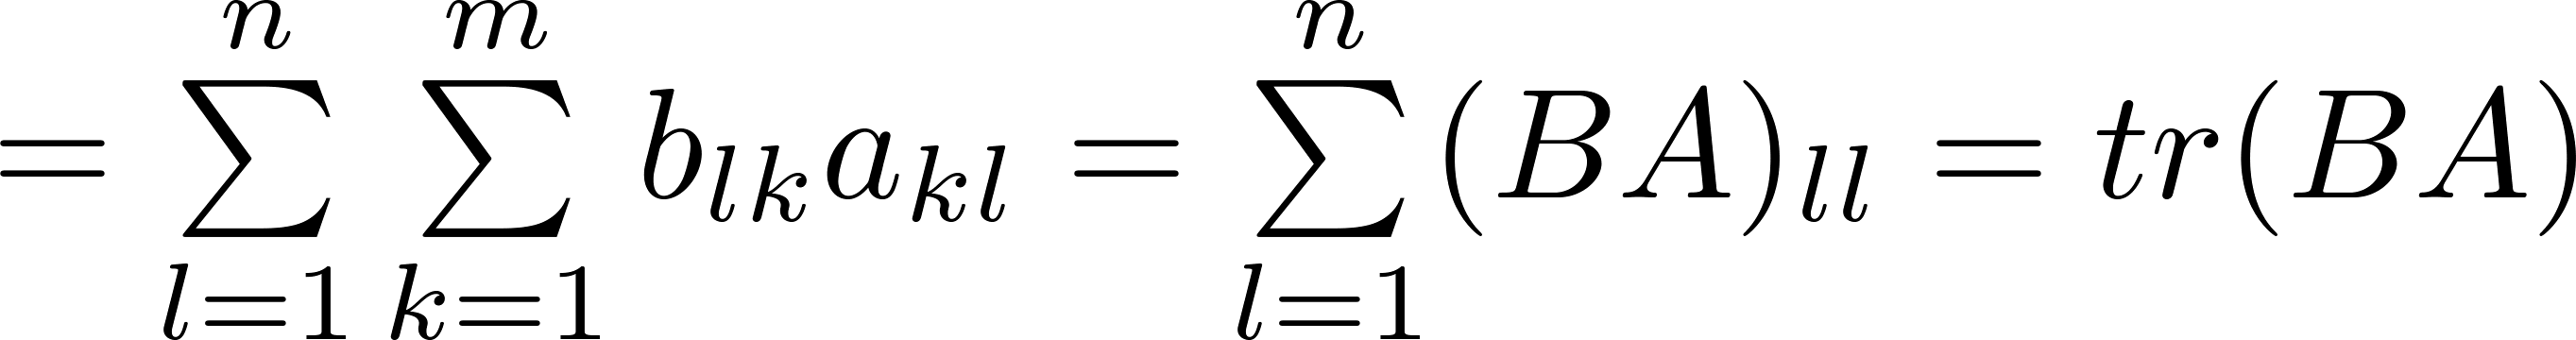 $= \sum_{l=1}^{n} \sum_{k=1}^{m} b_{lk} a_{kl} = \sum_{l=1}^{n} (BA)_{ll} = tr(BA)$